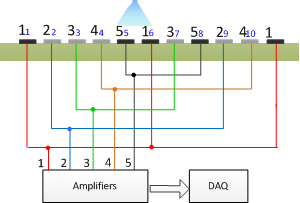 1₁ 2₂ 3₃ 4₄ 5₅ 1₆ 3₇ 5₈ 2₉ 4₁₀ 1
1 2 3 4 5
Amplifiers DAQ